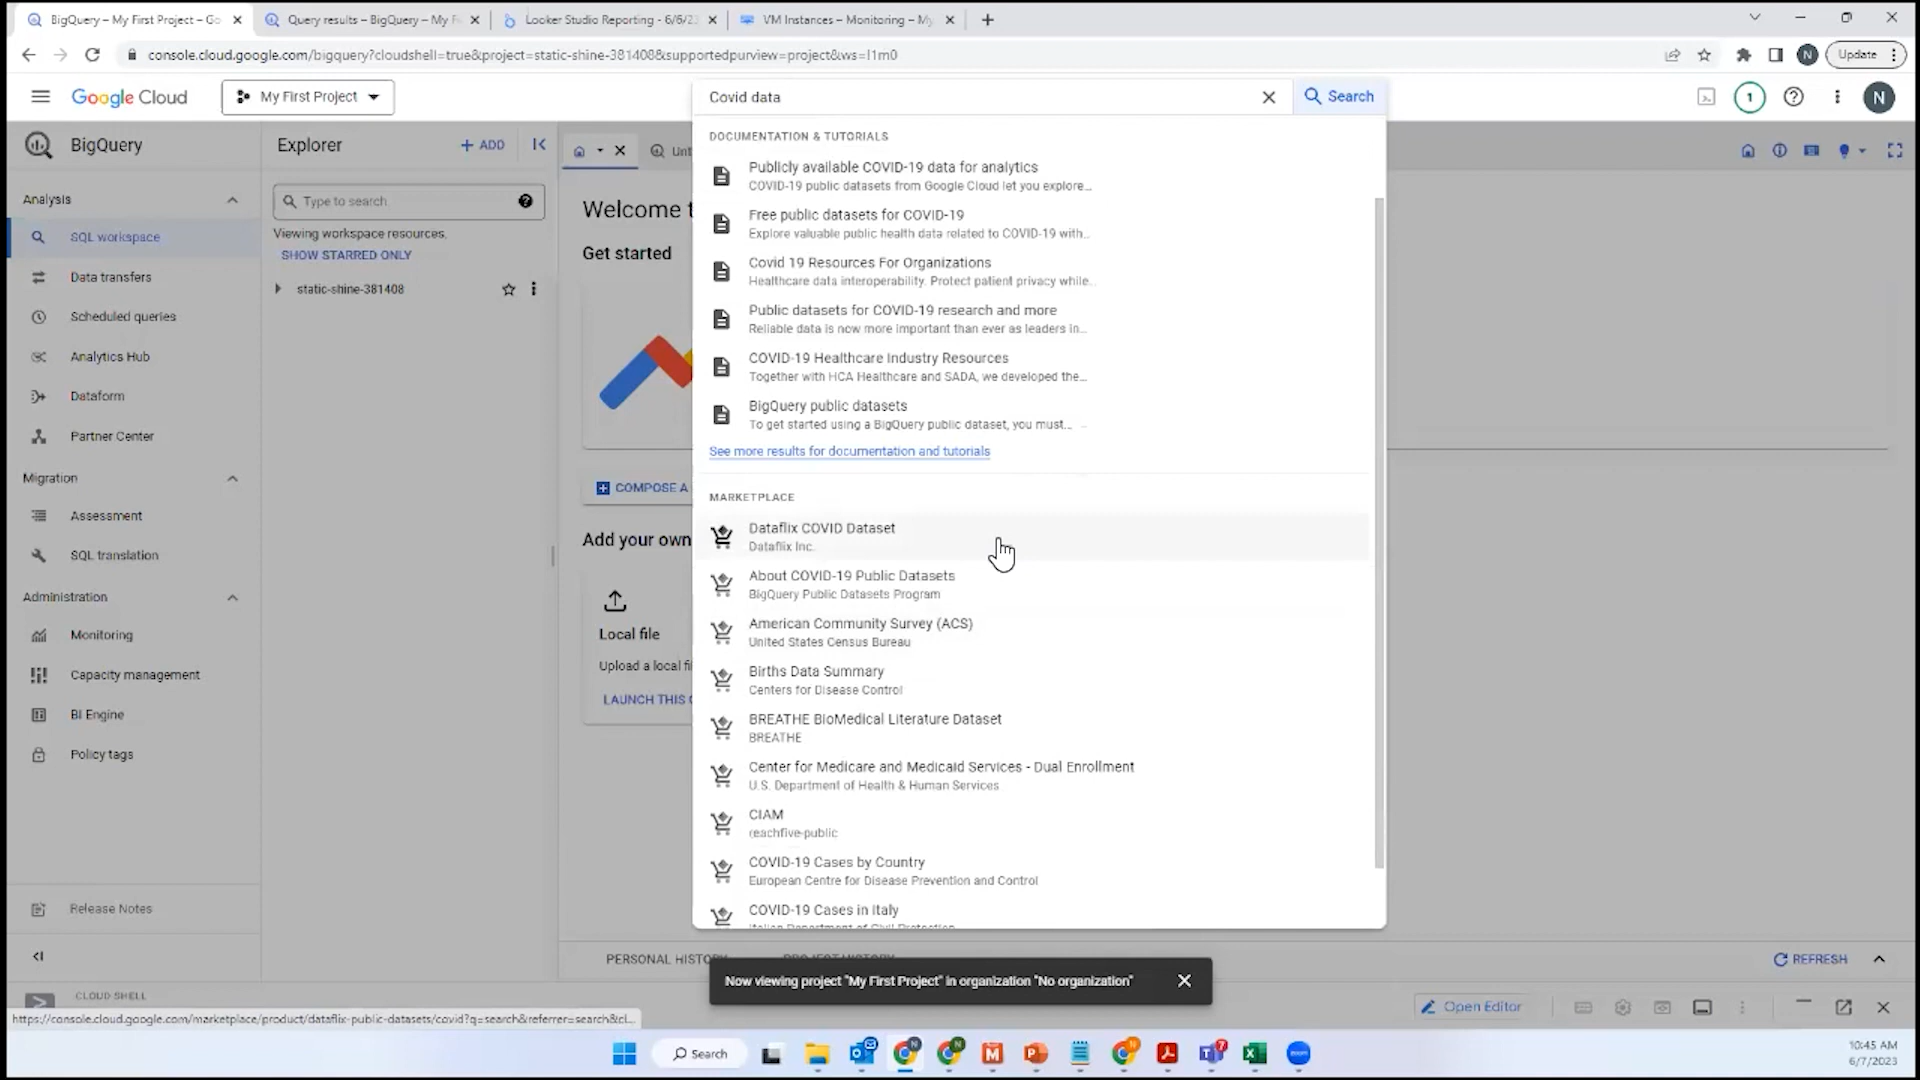 BigQuery – My First Project – Go
Query results – BigQuery – My F
Looker Studio Reporting - 6/6/2
VM Instances – Monitoring – My
console.cloud.google.com/bigquery?cloudshell=true&project=static-shine-381408&supportedpurview=project&ws=!1m0
N
Update
Google Cloud
My First Project
Covid data
Search
1
N
BigQuery
Explorer
+ ADD
Unt
Analysis
Type to search
Viewing workspace resources.
SHOW STARRED ONLY
static-shine-381408
SQL workspace
Data transfers
Scheduled queries
Analytics Hub
Dataform
Partner Center
Migration
Assessment
SQL translation
Administration
Monitoring
Capacity management
BI Engine
Policy tags
Release Notes
Welcome t
Get started
COMPOSE A
Add your own
Local file
Upload a local fi
LAUNCH THIS
DOCUMENTATION & TUTORIALS
Publicly available COVID-19 data for analytics
COVID-19 public datasets from Google Cloud let you explore...
Free public datasets for COVID-19
Explore valuable public health data related to COVID-19 with...
Covid 19 Resources For Organizations
Healthcare data interoperability. Protect patient privacy while...
Public datasets for COVID-19 research and more
Reliable data is now more important than ever as leaders in...
COVID-19 Healthcare Industry Resources
Together with HCA Healthcare and SADA, we developed the...
BigQuery public datasets
To get started using a BigQuery public dataset, you must...
See more results for documentation and tutorials
MARKETPLACE
Dataflix COVID Dataset
Dataflix Inc.
About COVID-19 Public Datasets
BigQuery Public Datasets Program
American Community Survey (ACS)
United States Census Bureau
Births Data Summary
Centers for Disease Control
BREATHE BioMedical Literature Dataset
BREATHE
Center for Medicare and Medicaid Services - Dual Enrollment
U.S. Department of Health & Human Services
CIAM
reachfive-public
COVID-19 Cases by Country
European Centre for Disease Prevention and Control
COVID-19 Cases in Italy
Italian Department of Civil Protection
PERSONAL HISTORY
PROJECT HISTORY
REFRESH
Now viewing project "My First Project" in organization "No organization"
CLOUD SHELL
Open Editor
https://console.cloud.google.com/marketplace/product/dataflix-public-datasets/covid?q=search&referrer=search&cl...
Search
7
10:45 AM
6/7/2023